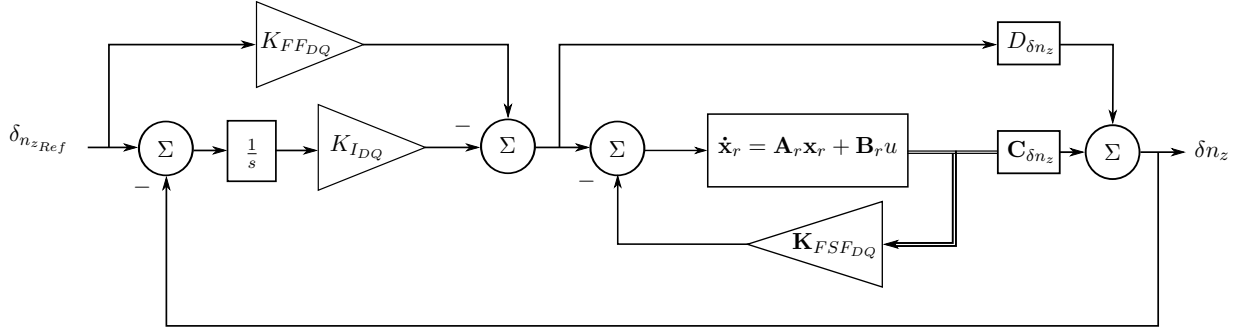 K_{FF_{DQ}}
D_{δn_z}
δ_{n_{z_{Ref}}}
Σ
−
1/s
K_{I_{DQ}}
−
Σ
Σ
−
ẋ_r = A_r x_r + B_r u
C_{δn_z}
Σ
δn_z
K_{FSF_{DQ}}